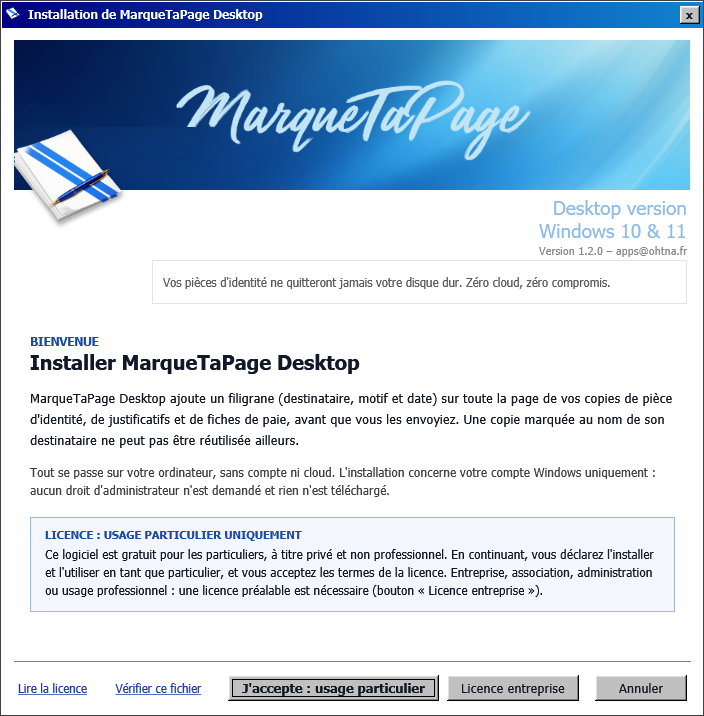 Installation de MarqueTaPage Desktop
x
MarqueTaPage
Desktop version
Windows 10 & 11
Version 1.2.0 – apps@ohtna.fr
Vos pièces d'identité ne quitteront jamais votre disque dur. Zéro cloud, zéro compromis.
BIENVENUE
Installer MarqueTaPage Desktop
MarqueTaPage Desktop ajoute un filigrane (destinataire, motif et date) sur toute la page de vos copies de pièce
d'identité, de justificatifs et de fiches de paie, avant que vous les envoyiez. Une copie marquée au nom de son
destinataire ne peut pas être réutilisée ailleurs.
Tout se passe sur votre ordinateur, sans compte ni cloud. L'installation concerne votre compte Windows uniquement :
aucun droit d'administrateur n'est demandé et rien n'est téléchargé.
LICENCE : USAGE PARTICULIER UNIQUEMENT
Ce logiciel est gratuit pour les particuliers, à titre privé et non professionnel. En continuant, vous déclarez l'installer
et l'utiliser en tant que particulier, et vous acceptez les termes de la licence. Entreprise, association, administration
ou usage professionnel : une licence préalable est nécessaire (bouton « Licence entreprise »).
Lire la licence
Vérifier ce fichier
J'accepte : usage particulier
Licence entreprise
Annuler